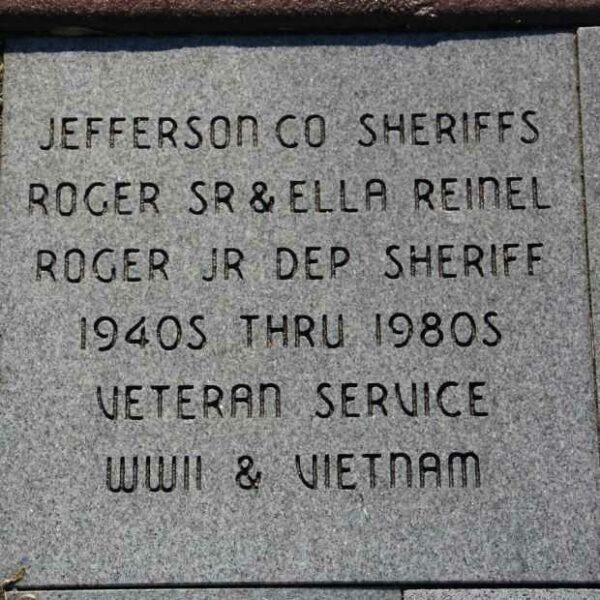 JEFFERSON CO SHERIFFS
ROGER SR & ELLA REINEL
ROGER JR DEP SHERIFF
1940S THRU 1980S
VETERAN SERVICE
WWII & VIETNAM